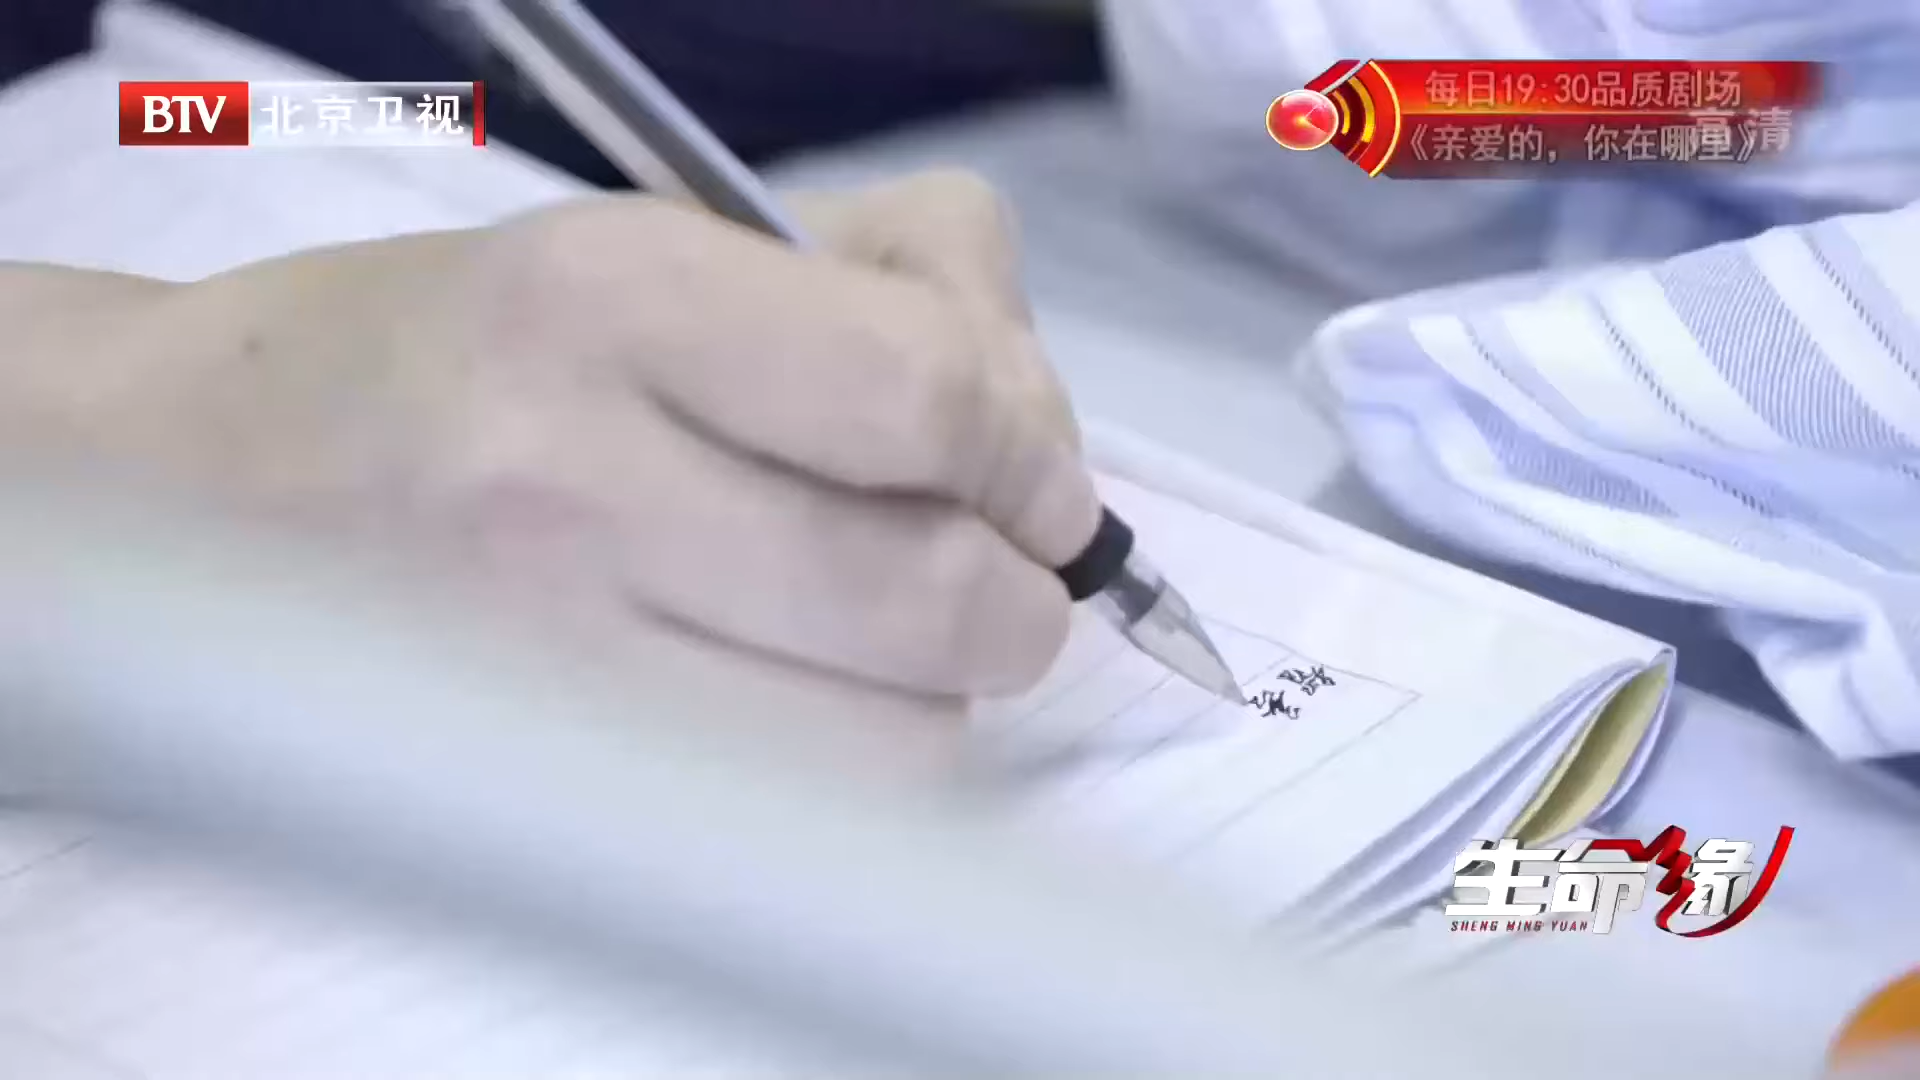 BTV 北京卫视
每日19:30品质剧场
《亲爱的，你在哪里》
高清
生命缘
SHENG MING YUAN